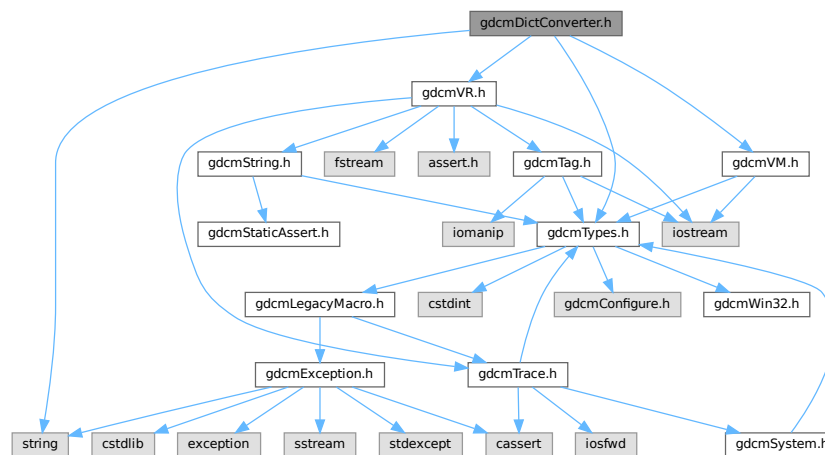 gdcmDictConverter.h
gdcmVR.h
gdcmString.h
fstream
assert.h
gdcmTag.h
gdcmVM.h
gdcmStaticAssert.h
iomanip
gdcmTypes.h
iostream
gdcmLegacyMacro.h
cstdint
gdcmConfigure.h
gdcmWin32.h
gdcmException.h
gdcmTrace.h
string
cstdlib
exception
sstream
stdexcept
cassert
iosfwd
gdcmSystem.h